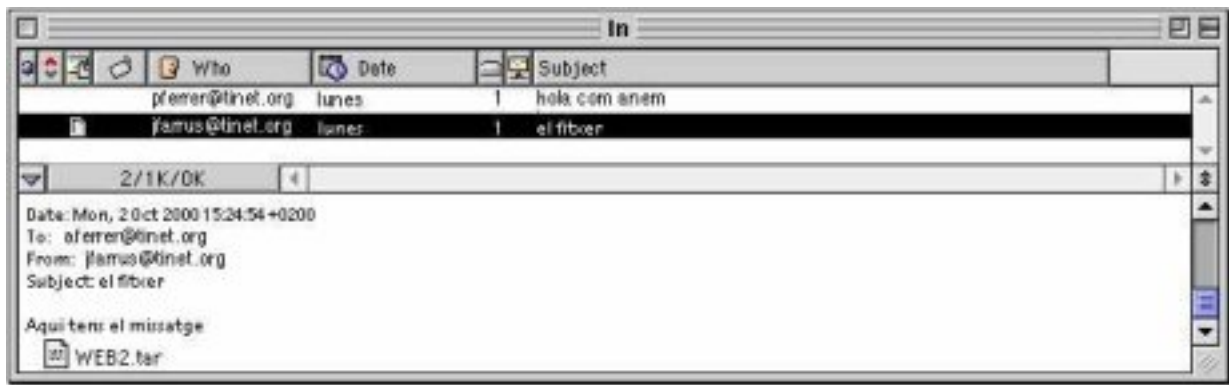 In
Who Date Subject
pferrer@tinet.org lunes 1 hola com anem
jfarrus@tinet.org lunes 1 el fitxer
2/1K/0K
Date: Mon, 2 Oct 2000 15:24:54 +0200
To: aferrer@tinet.org
From: jfarrus@tinet.org
Subject: el fitxer
Aqui tens el missatge
WEB2.tar